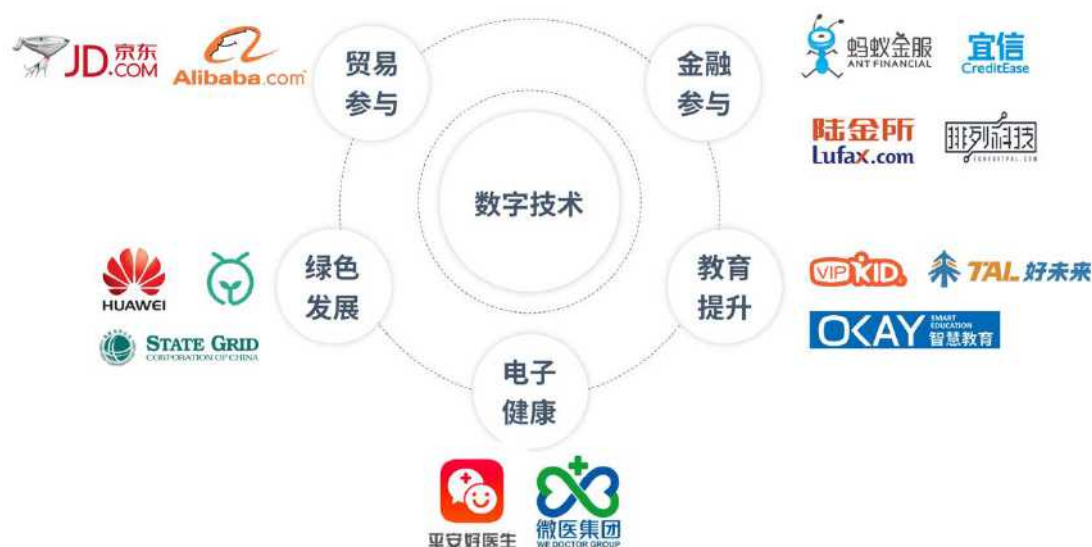 JD.COM 京东
Alibaba.com
贸易
参与
金融
参与
蚂蚁金服
ANT FINANCIAL
宜信
CreditEase
陆金所
Lufax.com
排列科技
数字技术
HUAWEI
STATE GRID
CORPORATION OF CHINA
绿色
发展
教育
提升
VIPKID
TAL 好未来
OKAY SMART EDUCATION 智慧教育
电子
健康
平安好医生
微医集团
WE DOCTOR GROUP